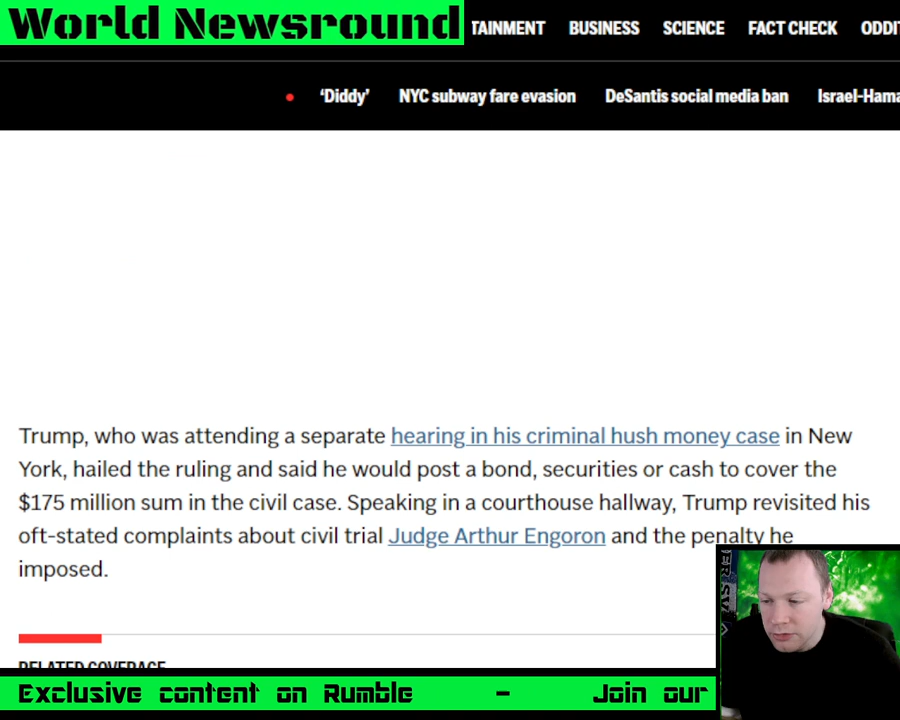 World Newsround
TAINMENT BUSINESS SCIENCE FACT CHECK ODDI
‘Diddy’ NYC subway fare evasion DeSantis social media ban Israel-Hama
Trump, who was attending a separate hearing in his criminal hush money case in New
York, hailed the ruling and said he would post a bond, securities or cash to cover the
$175 million sum in the civil case. Speaking in a courthouse hallway, Trump revisited his
oft-stated complaints about civil trial Judge Arthur Engoron and the penalty he
imposed.
RELATED COVERAGE
Exclusive content on Rumble - Join our